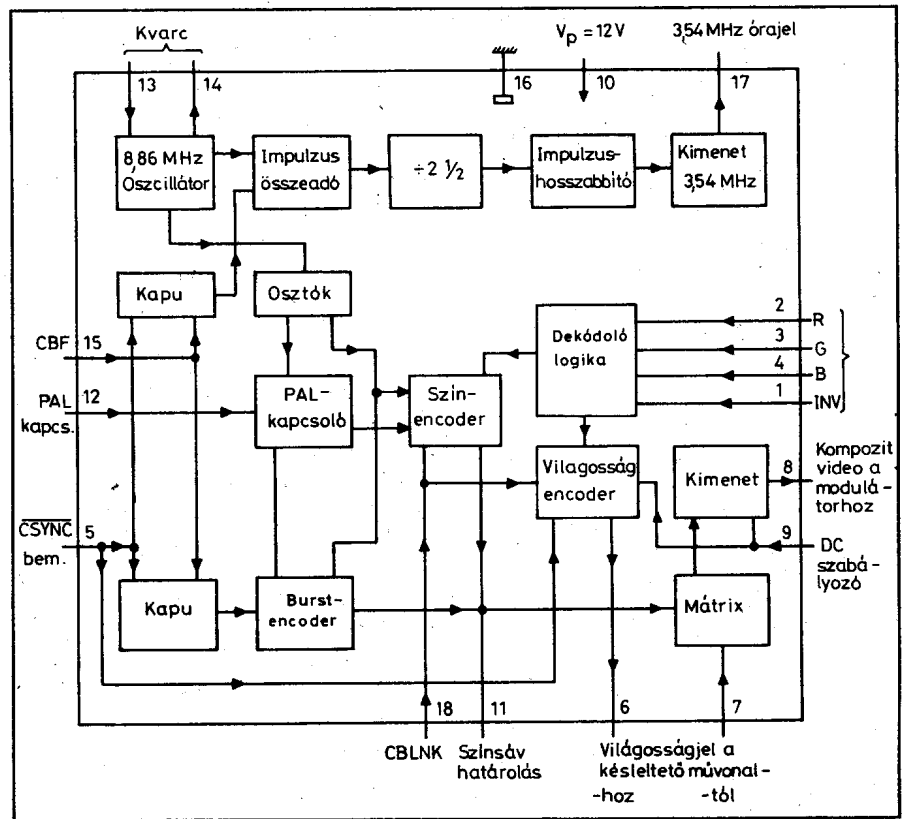 Kvarc
Vp = 12 V
3,54 MHz órajel
13
14
16
10
17
8,86 MHz
Oszcillátor
Impulzus
összeadó
÷2 ½
Impulzus-
hosszabbító
Kimenet
3,54 MHz
Kapu
Osztók
CBF
15
PAL
kapcs.
12
PAL-
kapcsoló
Szín-
encoder
Dekódoló
logika
2
R
3
G
4
B
1
INV
Vilagosság
encoder
Kimenet
8
Kompozit
video a
modulá-
torhoz
9
DC
szabá-
lyozó
CSYNC
bem.
5
Kapu
Burst-
encoder
Mátrix
18
11
6
7
CBLNK
Színsáv
határolás
Világosságjel a
késleltető művonal-
-hoz
-tól